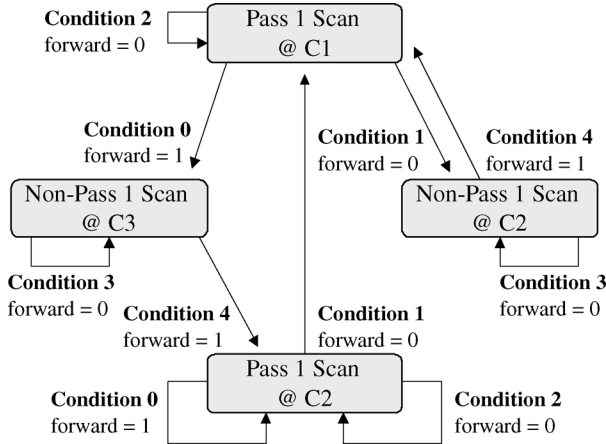 Condition 2
forward = 0
Pass 1 Scan
@ C1
Condition 0
forward = 1
Condition 1
forward = 0
Condition 4
forward = 1
Non-Pass 1 Scan
@ C3
Non-Pass 1 Scan
@ C2
Condition 3
forward = 0
Condition 4
forward = 1
Condition 1
forward = 0
Condition 3
forward = 0
Pass 1 Scan
@ C2
Condition 0
forward = 1
Condition 2
forward = 0